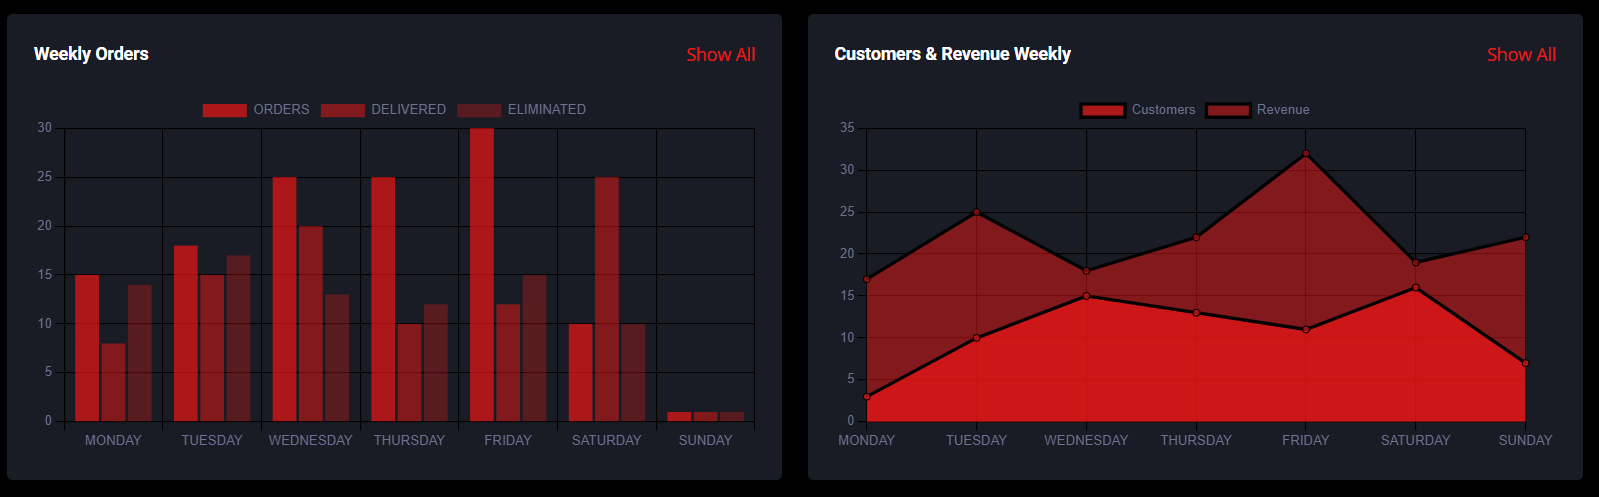 Weekly Orders Show All
ORDERS DELIVERED ELIMINATED
30
25
20
15
10
5
0
MONDAY TUESDAY WEDNESDAY THURSDAY FRIDAY SATURDAY SUNDAY
Customers & Revenue Weekly Show All
Customers Revenue
35
30
25
20
15
10
5
0
MONDAY TUESDAY WEDNESDAY THURSDAY FRIDAY SATURDAY SUNDAY